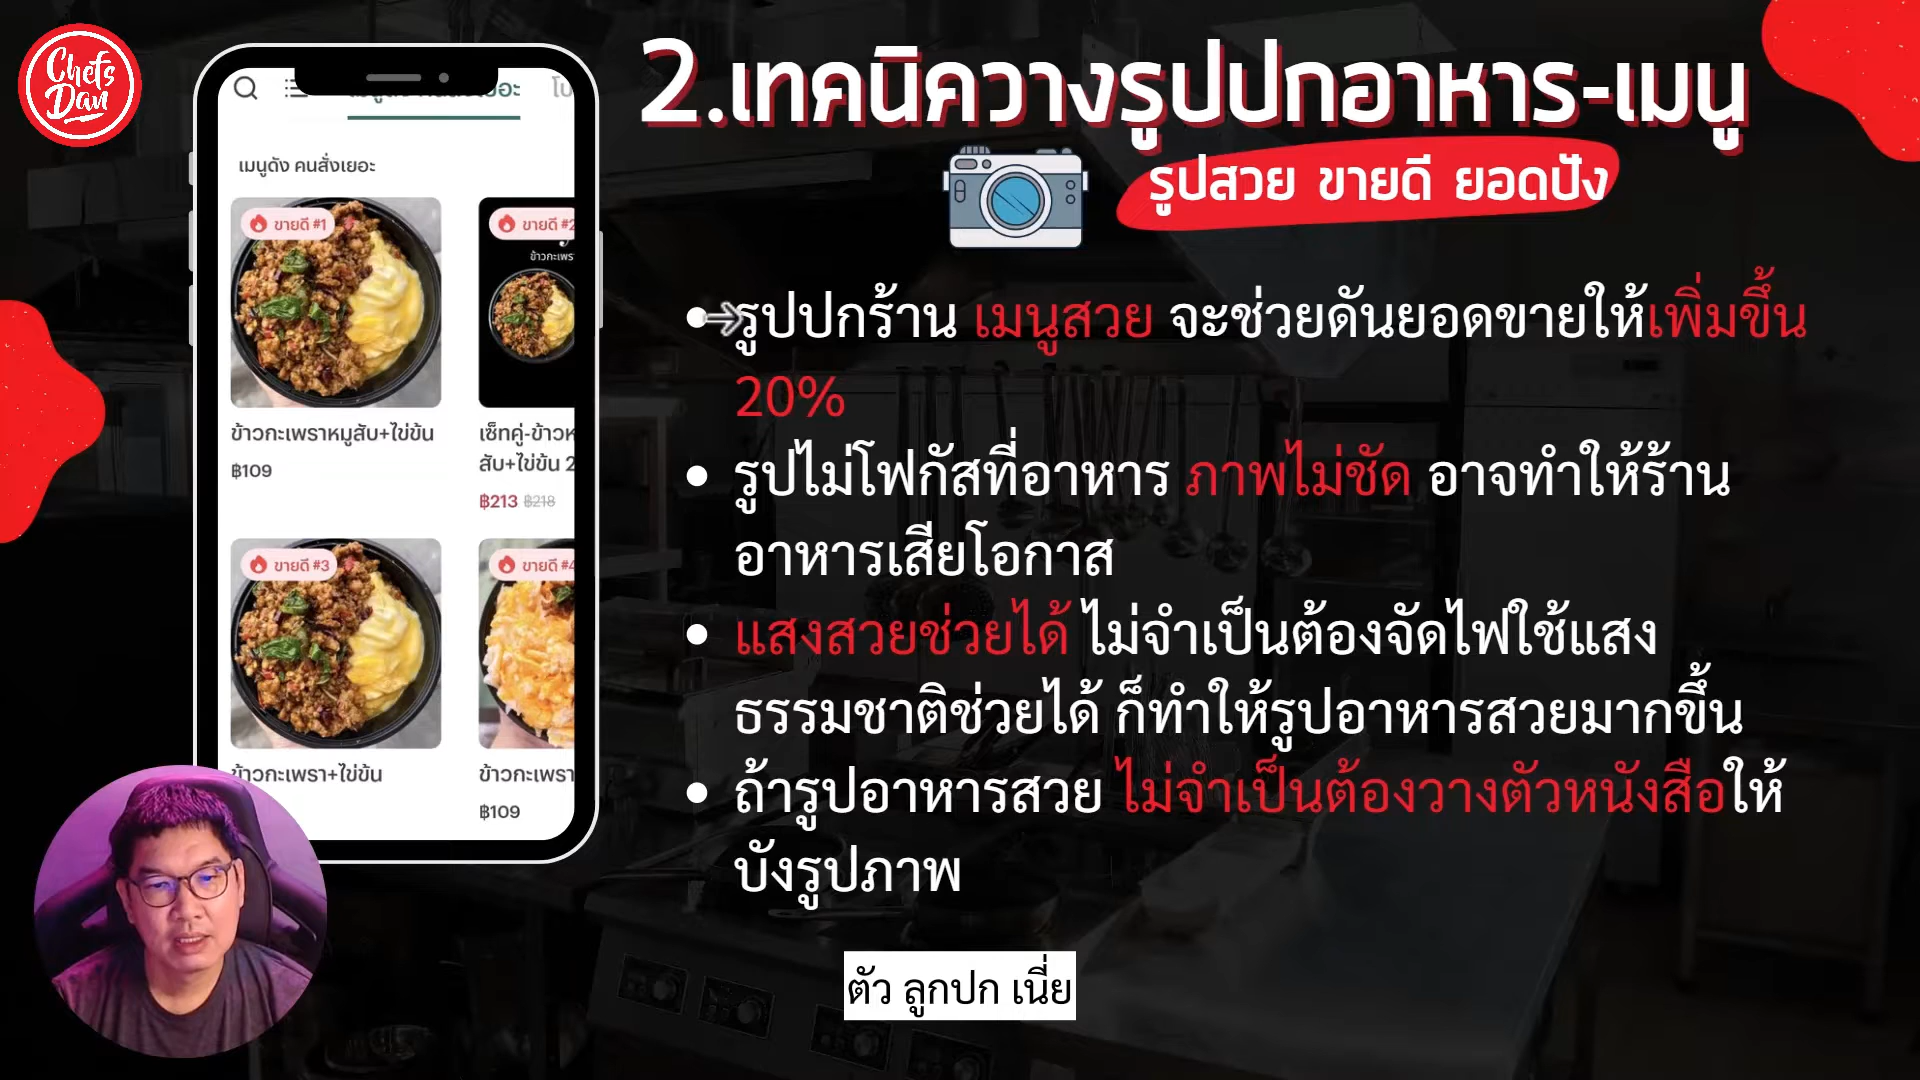 Chefs
Dan
2.เทคนิควางรูปปกอาหาร-เมนู
รูปสวย ขายดี ยอดปัง
เมนูดัง คนสั่งเยอะ
ขายดี #1
ขายดี #2
ข้าวกะเพราหมูสับ+ไข่ข้น
฿109
เซ็ทคู่-ข้าวห
สับ+ไข่ข้น 2
฿213 ฿218
ขายดี #3
ขายดี #4
ข้าวกะเพรา+ไข่ข้น
ข้าวกะเพรา
฿109
รูปปกร้าน เมนูสวย จะช่วยดันยอดขายให้เพิ่มขึ้น
20%
รูปไม่โฟกัสที่อาหาร ภาพไม่ชัด อาจทำให้ร้าน
อาหารเสียโอกาส
แสงสวยช่วยได้ ไม่จำเป็นต้องจัดไฟใช้แสง
ธรรมชาติช่วยได้ ก็ทำให้รูปอาหารสวยมากขึ้น
ถ้ารูปอาหารสวย ไม่จำเป็นต้องวางตัวหนังสือให้
บังรูปภาพ
ตัว ลูกปก เนี่ย